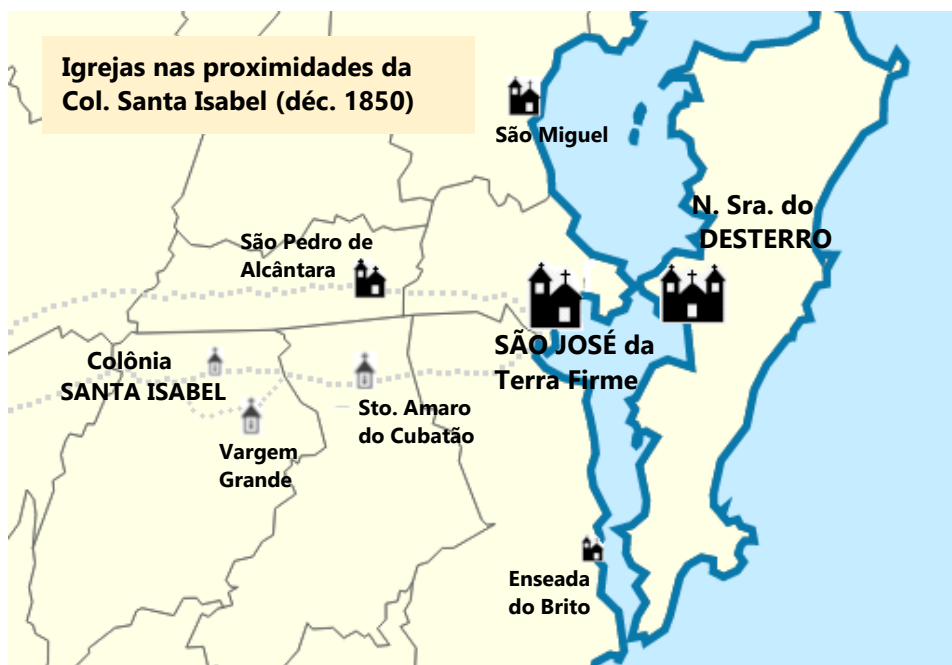 Igrejas nas proximidades da
Col. Santa Isabel (déc. 1850)
São Miguel
N. Sra. do
DESTERRO
São Pedro de
Alcântara
SÃO JOSÉ da
Terra Firme
Colônia
SANTA ISABEL
Sto. Amaro
do Cubatão
Vargem
Grande
Enseada
do Brito